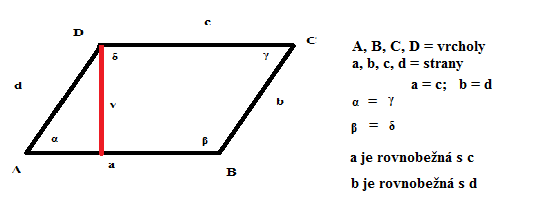 c
D
C
δ
γ
d
v
b
α
β
A
a
B
A, B, C, D = vrcholy
a, b, c, d = strany
a = c; b = d
α = γ
β = δ
a je rovnobežná s c
b je rovnobežná s d